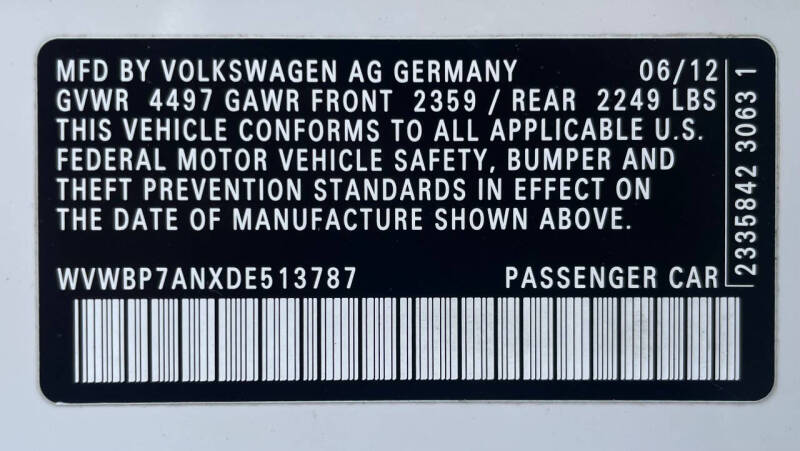 MFD BY VOLKSWAGEN AG GERMANY 06/12
GVWR 4497 GAWR FRONT 2359 / REAR 2249 LBS
THIS VEHICLE CONFORMS TO ALL APPLICABLE U.S.
FEDERAL MOTOR VEHICLE SAFETY, BUMPER AND
THEFT PREVENTION STANDARDS IN EFFECT ON
THE DATE OF MANUFACTURE SHOWN ABOVE.
WVWBP7ANXDE513787 PASSENGER CAR
2335842 3063 1